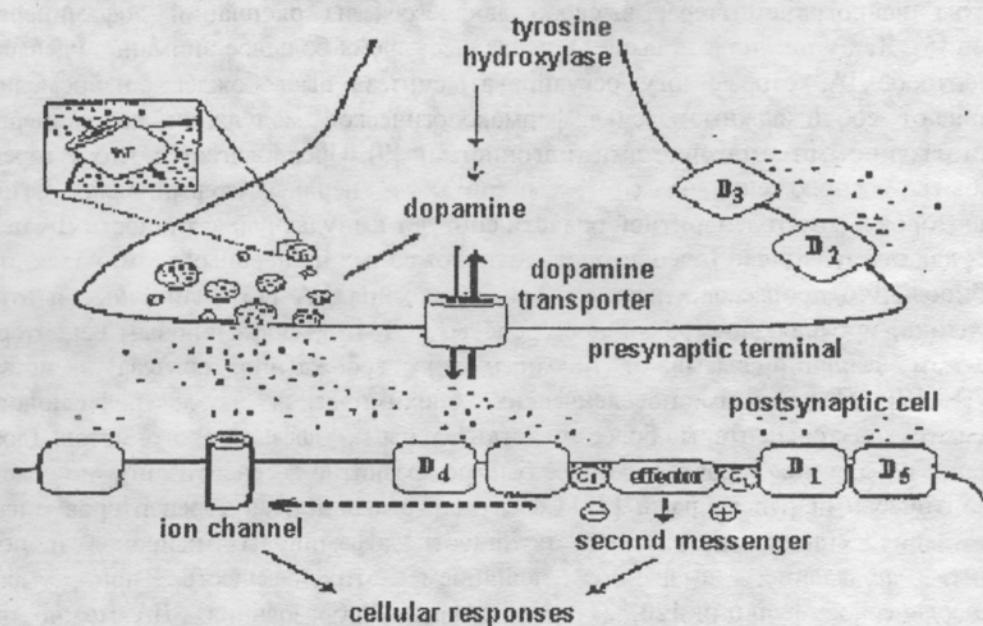 tyrosine
hydroxylase
dopamine
dopamine
transporter
D3
D2
presynaptic terminal
postsynaptic cell
D4
effector
D1
D5
ion channel
second messenger
cellular responses